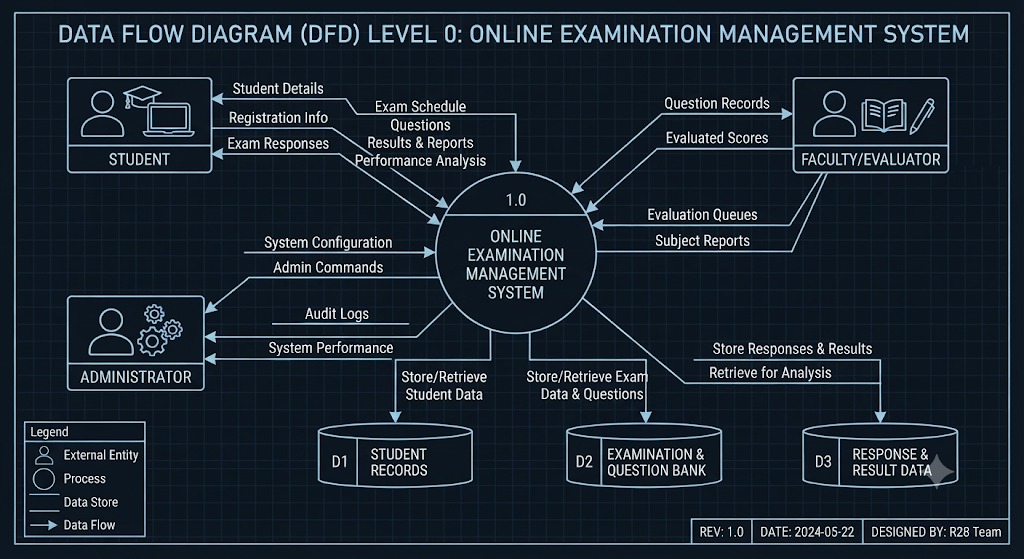 DATA FLOW DIAGRAM (DFD) LEVEL 0: ONLINE EXAMINATION MANAGEMENT SYSTEM
STUDENT
Student Details
Registration Info
Exam Responses
Exam Schedule
Questions
Results & Reports
Performance Analysis
Question Records
Evaluated Scores
FACULTY/EVALUATOR
Evaluation Queues
Subject Reports
1.0
ONLINE
EXAMINATION
MANAGEMENT
SYSTEM
System Configuration
Admin Commands
Audit Logs
System Performance
ADMINISTRATOR
Store/Retrieve
Student Data
Store/Retrieve Exam
Data & Questions
Store Responses & Results
Retrieve for Analysis
D1
STUDENT
RECORDS
D2
EXAMINATION &
QUESTION BANK
D3
RESPONSE &
RESULT DATA
Legend
External Entity
Process
Data Store
Data Flow
REV: 1.0
DATE: 2024-05-22
DESIGNED BY: R28 Team